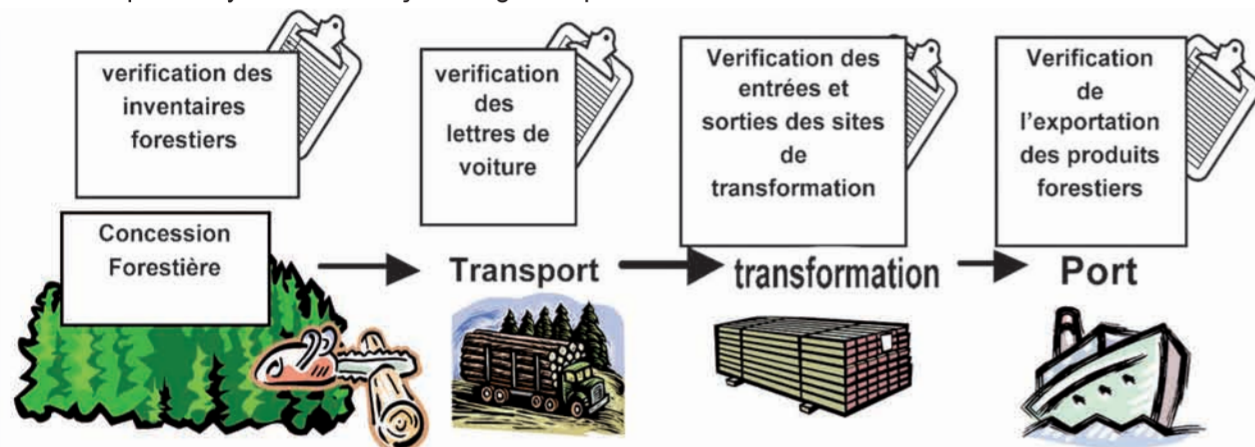 verification des
inventaires
forestiers
verification
des
lettres de
voiture
Verification des
entrées et
sorties des sites
de
transformation
Verification
de
l'exportation
des produits
forestiers
Concession
Forestière
Transport
transformation
Port